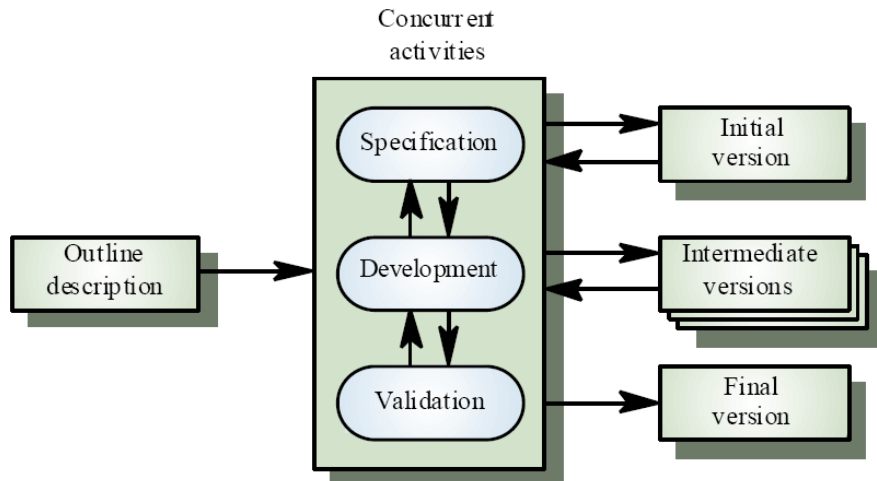 Concurrent
activities
Specification
Initial
version
Outline
description
Development
Intermediate
versions
Validation
Final
version